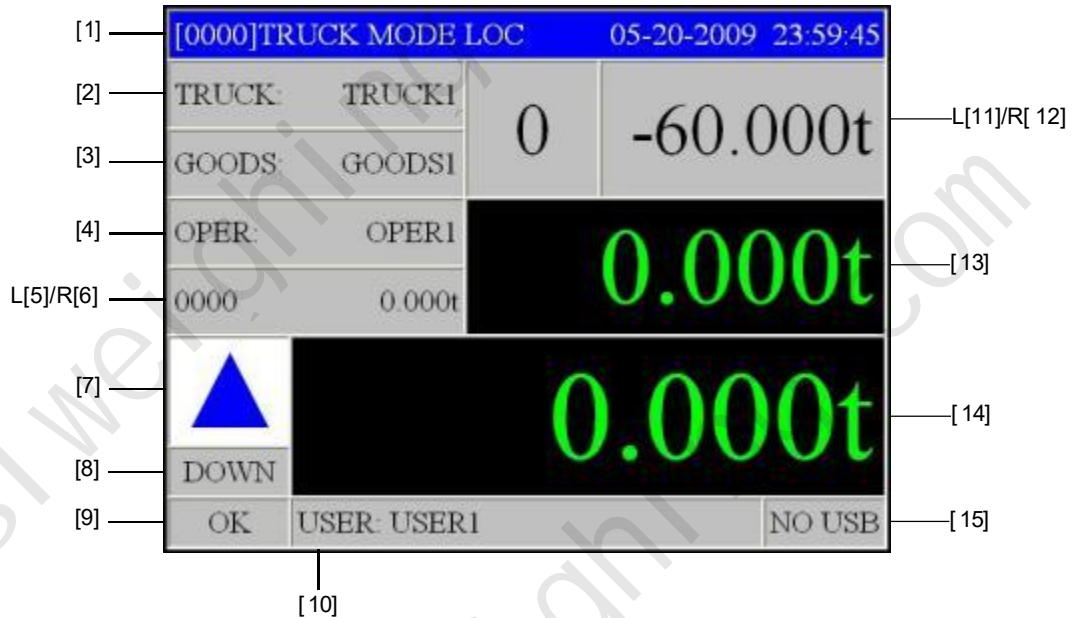 [1] [0000]TRUCK MODE LOC 05-20-2009 23:59:45
[2] TRUCK: TRUCK1
0 -60.000t L[11]/R[ 12]
[3] GOODS: GOODS1
[4] OPER: OPER1
0.000t [ 13]
L[5]/R[6] 0000 0.000t
[7] 0.000t [ 14]
[8] DOWN
[9] OK USER: USER1 NO USB [ 15]
[ 10]